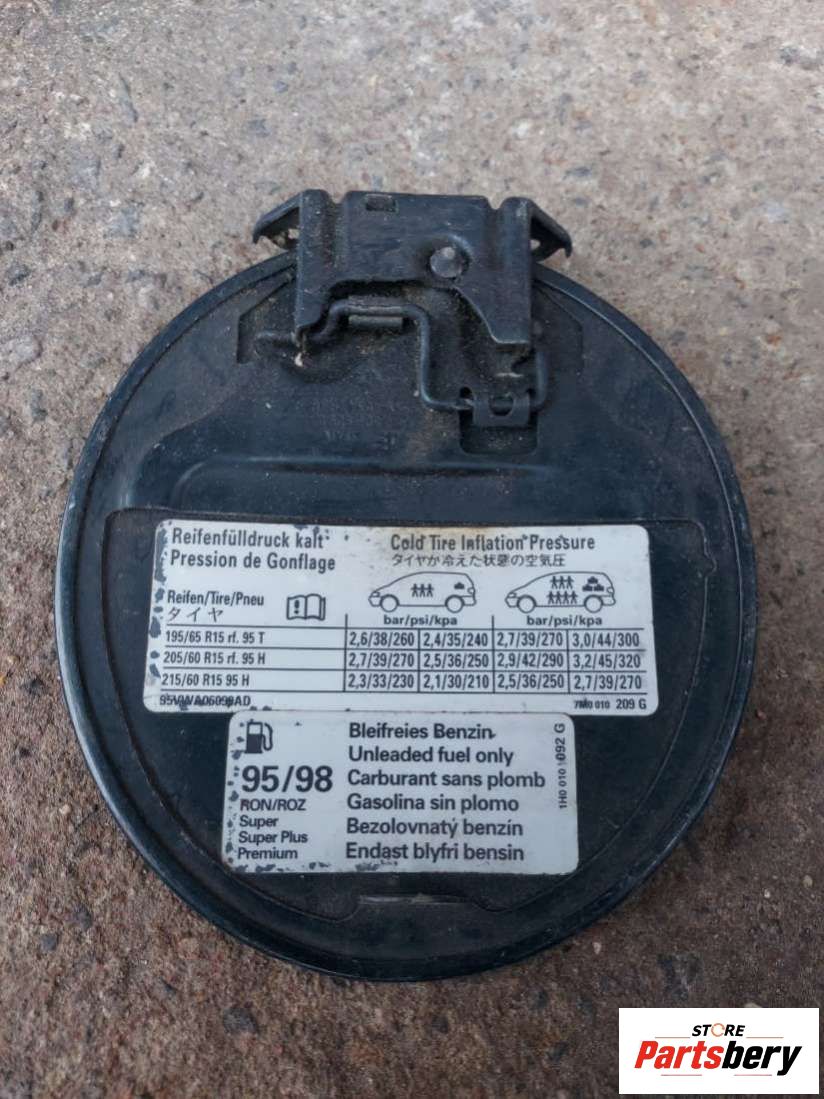 Reifenfülldruck kalt
Pression de Gonflage
Cold Tire Inflation Pressure
タイヤが冷えた状態の空気圧
Reifen/Tire/Pneu
タイヤ
bar/psi/kpa bar/psi/kpa
195/65 R15 rf. 95 T 2,6/38/260 2,4/35/240 2,7/39/270 3,0/44/300
205/60 R15 rf. 95 H 2,7/39/270 2,5/36/250 2,9/42/290 3,2/45/320
215/60 R15 95 H 2,3/33/230 2,1/30/210 2,5/36/250 2,7/39/270
95VWA06099AD 7M0 010 209 G
95/98
RON/ROZ
Super
Super Plus
Premium
Bleifreies Benzin
Unleaded fuel only
Carburant sans plomb
Gasolina sin plomo
Bezolovnatý benzín
Endast blyfri bensin
1H0 010 092 G
STORE
Partsbery